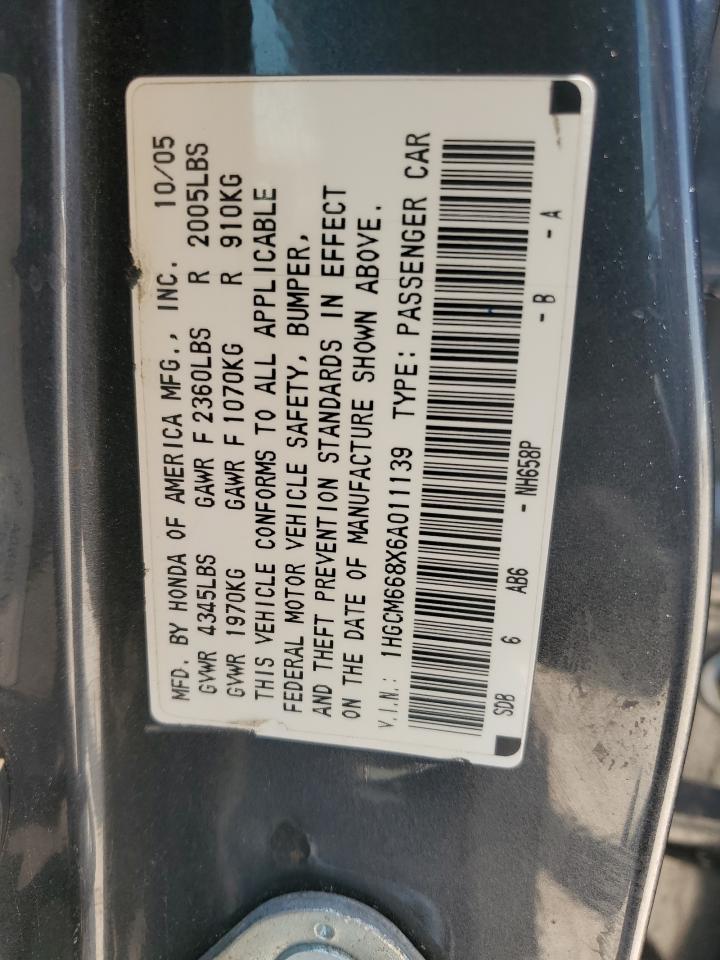 MFD. BY HONDA OF AMERICA MFG., INC. 10/05
GVWR 4345LBS GAWR F 2360LBS R 2005LBS
GVWR 1970KG GAWR F 1070KG R 910KG
THIS VEHICLE CONFORMS TO ALL APPLICABLE
FEDERAL MOTOR VEHICLE SAFETY, BUMPER,
AND THEFT PREVENTION STANDARDS IN EFFECT
ON THE DATE OF MANUFACTURE SHOWN ABOVE.
V.I.N.: 1HGCM668X6A011139 TYPE: PASSENGER CAR
SDB 6 AB6 - NH658P - B - A